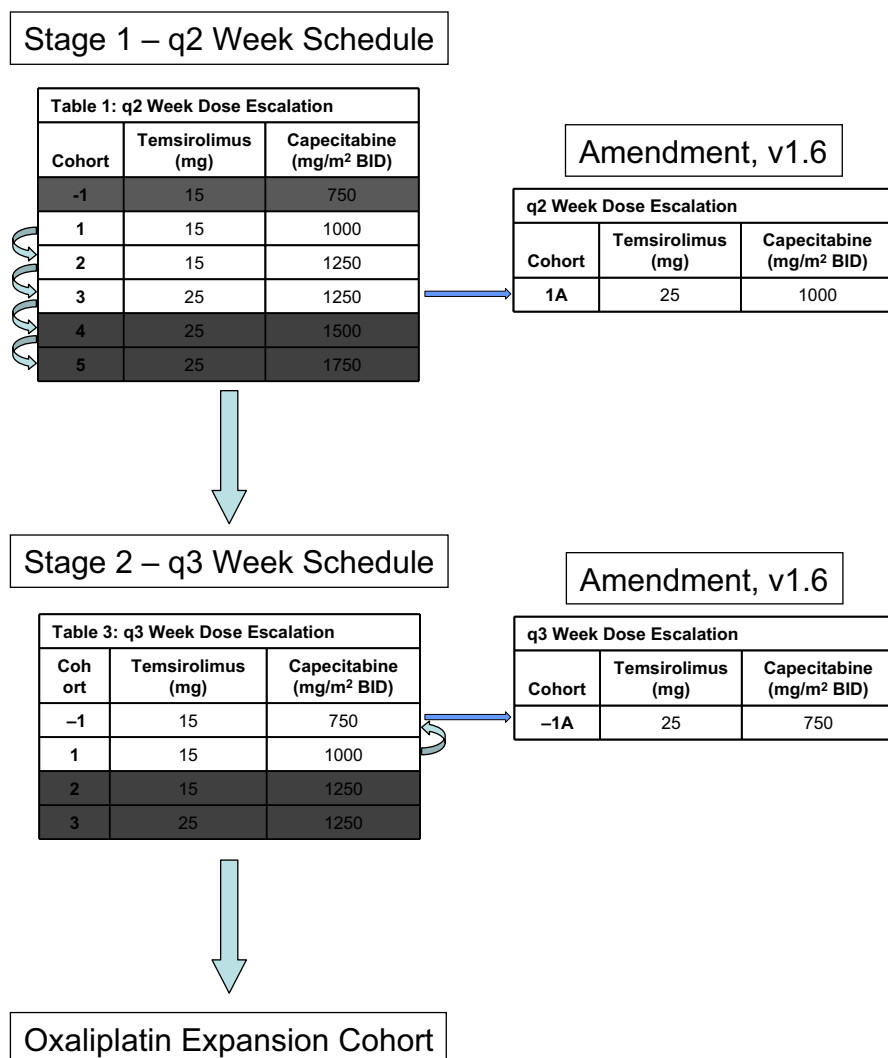 Stage 1 – q2 Week Schedule
Table 1: q2 Week Dose Escalation
Cohort Temsirolimus (mg) Capecitabine (mg/m² BID)
-1 15 750
1 15 1000
2 15 1250
3 25 1250
4 25 1500
5 25 1750
Amendment, v1.6
q2 Week Dose Escalation
Cohort Temsirolimus (mg) Capecitabine (mg/m² BID)
1A 25 1000
Stage 2 – q3 Week Schedule
Table 3: q3 Week Dose Escalation
Coh ort Temsirolimus (mg) Capecitabine (mg/m² BID)
–1 15 750
1 15 1000
2 15 1250
3 25 1250
Amendment, v1.6
q3 Week Dose Escalation
Cohort Temsirolimus (mg) Capecitabine (mg/m² BID)
–1A 25 750
Oxaliplatin Expansion Cohort